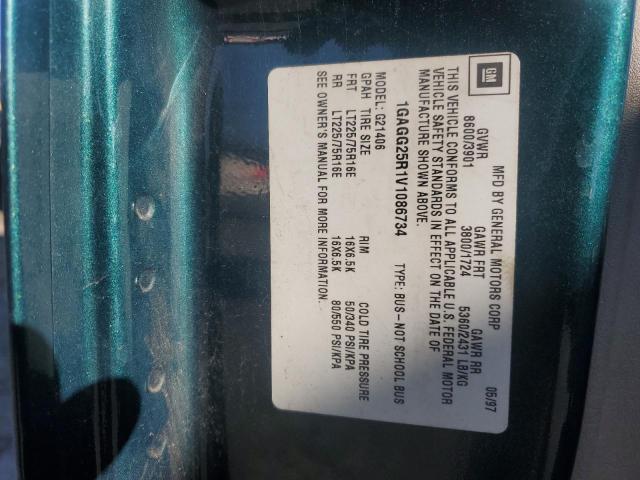 GM
MFD BY GENERAL MOTORS CORP 05/97
GVWR GAWR FRT GAWR RR
8600/3901 3800/1724 5360/2431 LB/KG
THIS VEHICLE CONFORMS TO ALL APPLICABLE U.S. FEDERAL MOTOR
VEHICLE SAFETY STANDARDS IN EFFECT ON THE DATE OF
MANUFACTURE SHOWN ABOVE.
1GAGG25R1V1086734 TYPE: BUS-NOT SCHOOL BUS
MODEL: G21406
GPAH TIRE SIZE RIM COLD TIRE PRESSURE
FRT LT225/75R16E 16X6.5K 50/340 PSI/KPA
RR LT225/75R16E 16X6.5K 80/550 PSI/KPA
SEE OWNER'S MANUAL FOR MORE INFORMATION.